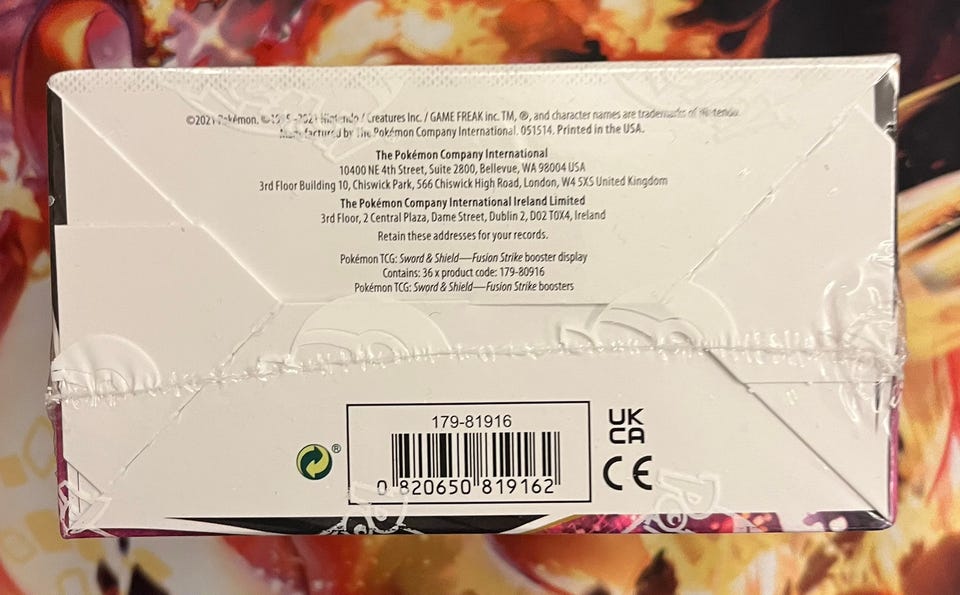 ©2021 Pokémon. ©1995-2021 Nintendo / Creatures Inc. / GAME FREAK inc. TM, ®, and character names are trademarks of Nintendo.
Manufactured by The Pokémon Company International. 051514. Printed in the USA.
The Pokémon Company International
10400 NE 4th Street, Suite 2800, Bellevue, WA 98004 USA
3rd Floor Building 10, Chiswick Park, 566 Chiswick High Road, London, W4 5XS United Kingdom
The Pokémon Company International Ireland Limited
3rd Floor, 2 Central Plaza, Dame Street, Dublin 2, D02 T0X4, Ireland
Retain these addresses for your records.
Pokémon TCG: Sword & Shield—Fusion Strike booster display
Contains: 36 x product code: 179-80916
Pokémon TCG: Sword & Shield—Fusion Strike boosters
179-81916
UK
CA
®
CE
0 820650 819162